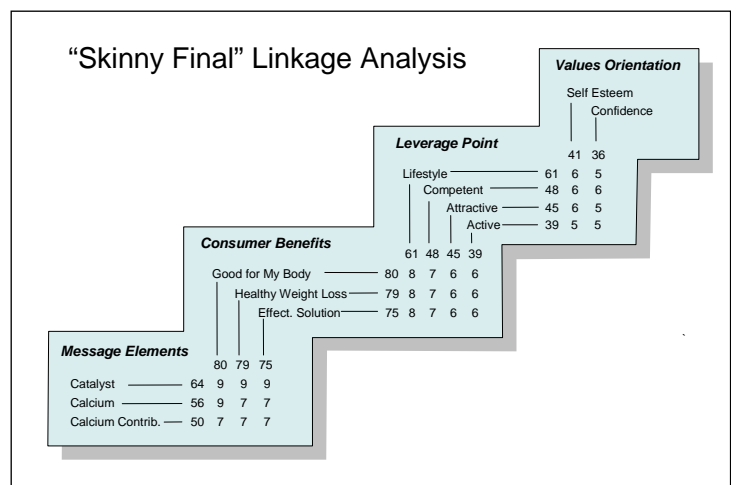 “Skinny Final” Linkage Analysis
Values Orientation
Self Esteem
Confidence
41 36
Leverage Point
Lifestyle 61 6 5
Competent 48 6 6
Attractive 45 6 5
Active 39 5 5
Consumer Benefits
61 48 45 39
Good for My Body 80 8 7 6 6
Healthy Weight Loss 79 8 7 6 6
Effect. Solution 75 8 7 6 6
Message Elements
80 79 75
Catalyst 64 9 9 9
Calcium 56 9 7 7
Calcium Contrib. 50 7 7 7